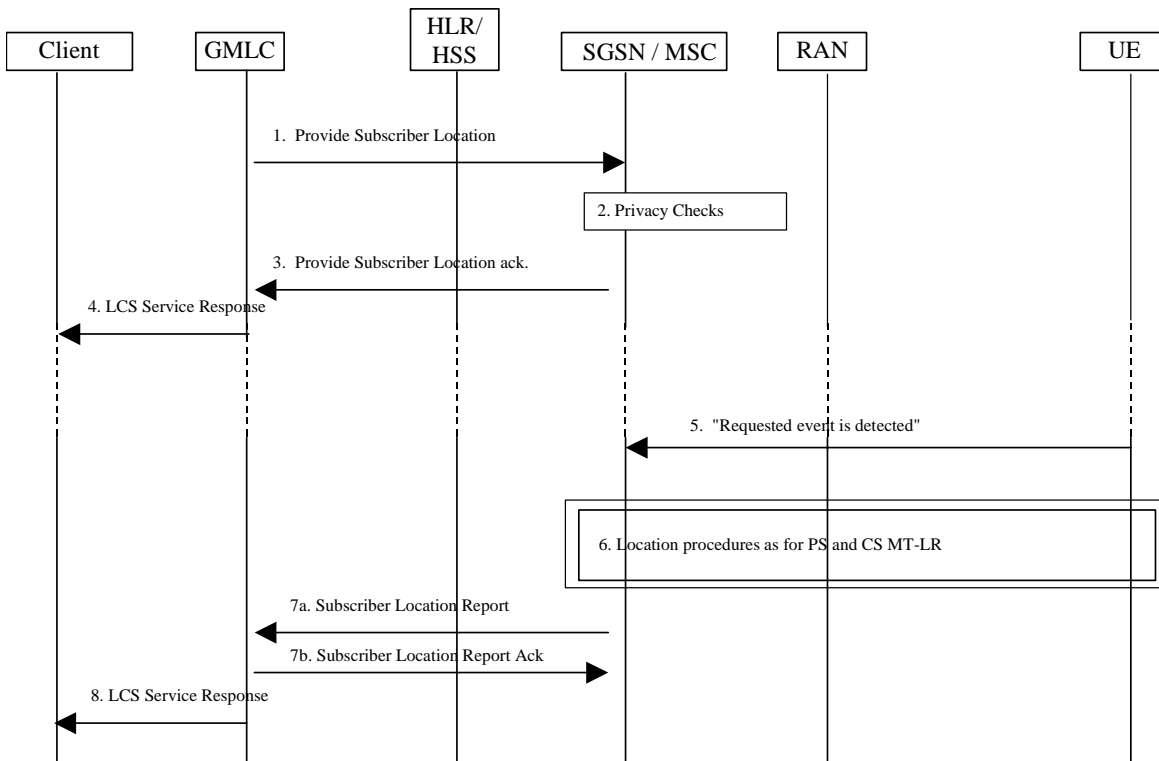 Client
GMLC
HLR/
HSS
SGSN / MSC
RAN
UE
1. Provide Subscriber Location
2. Privacy Checks
3. Provide Subscriber Location ack.
4. LCS Service Response
5. "Requested event is detected"
6. Location procedures as for PS and CS MT-LR
7a. Subscriber Location Report
7b. Subscriber Location Report Ack
8. LCS Service Response